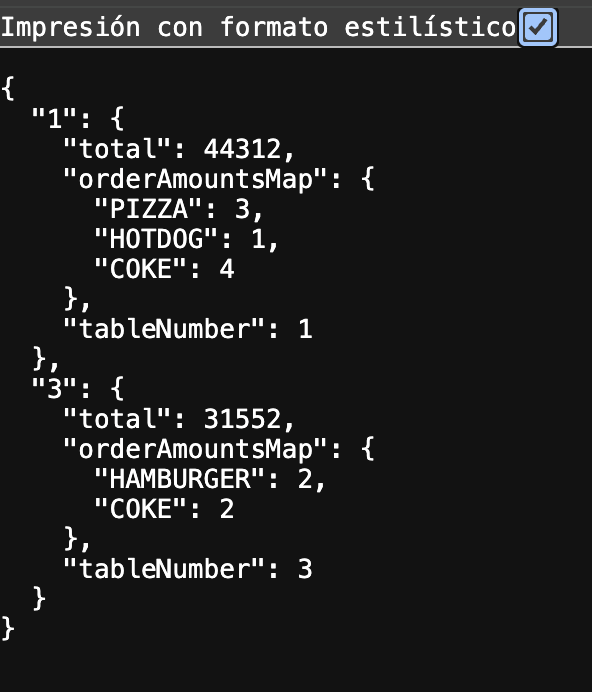 Impresión con formato estilístico
{
  "1": {
    "total": 44312,
    "orderAmountsMap": {
      "PIZZA": 3,
      "HOTDOG": 1,
      "COKE": 4
    },
    "tableNumber": 1
  },
  "3": {
    "total": 31552,
    "orderAmountsMap": {
      "HAMBURGER": 2,
      "COKE": 2
    },
    "tableNumber": 3
  }
}